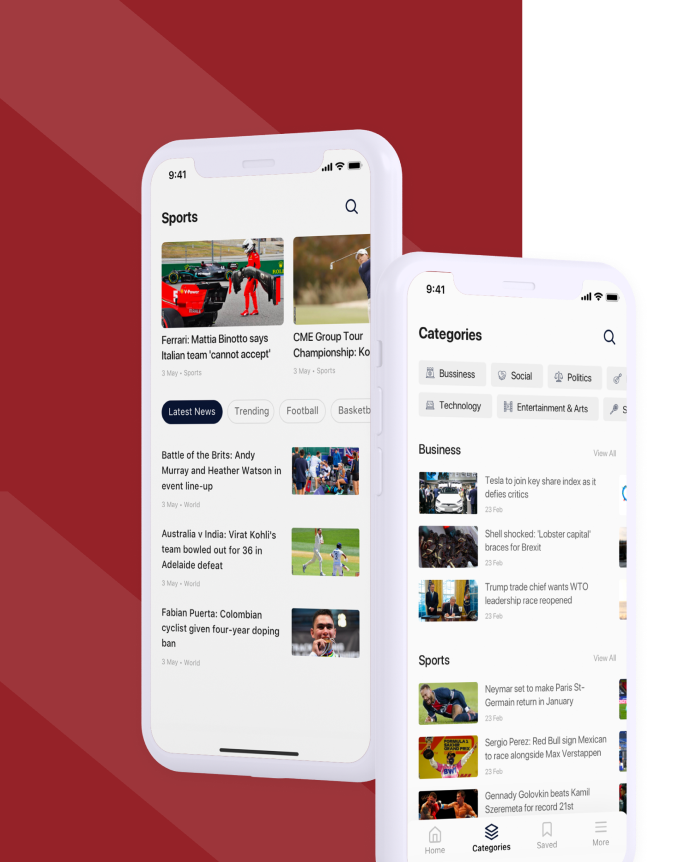 9:41
Sports
Ferrari: Mattia Binotto says
Italian team 'cannot accept'
3 May • Sports
CME Group Tour
Championship: Ko
3 May • Sports
Latest News
Trending
Football
Basketb
Battle of the Brits: Andy
Murray and Heather Watson in
event line-up
3 May • World
Australia v India: Virat Kohli's
team bowled out for 36 in
Adelaide defeat
3 May • World
Fabian Puerta: Colombian
cyclist given four-year doping
ban
3 May • World
9:41
Categories
Bussiness
Social
Politics
Technology
Entertainment & Arts
S
Business
View All
Tesla to join key share index as it
defies critics
23 Feb
Shell shocked: 'Lobster capital'
braces for Brexit
23 Feb
Trump trade chief wants WTO
leadership race reopened
23 Feb
Sports
View All
Neymar set to make Paris St-
Germain return in January
23 Feb
Sergio Perez: Red Bull sign Mexican
to race alongside Max Verstappen
23 Feb
Gennady Golovkin beats Kamil
Szeremeta for record 21st
Home
Categories
Saved
More